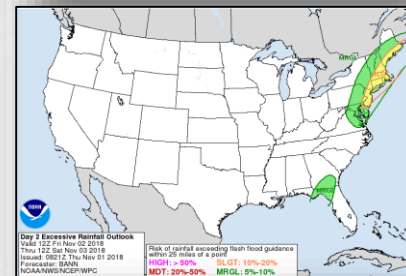 MRGL
MRGL
NOAA
Day 2 Excessive Rainfall Outlook
Valid 12Z Fri Nov 02 2018
Thru 12Z Sat Nov 03 2018
Issued: 0821Z Thu Nov 01 2018
Forecaster: BANN
NOAA/NWS/NCEP/WPC
Risk of rainfall exceeding flash flood guidance
within 25 miles of a point
HIGH: > 50% SLGT: 10%-20%
MDT: 20%-50% MRGL: 5%-10%